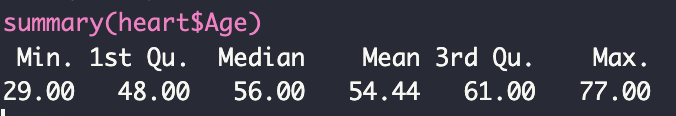 summary(heart$Age)
Min. 1st Qu. Median Mean 3rd Qu. Max.
29.00 48.00 56.00 54.44 61.00 77.00